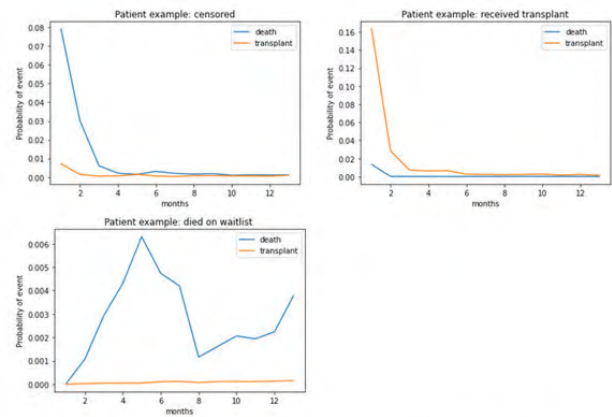 Patient example: censored
death
transplant
Probability of event
0.08
0.07
0.06
0.05
0.04
0.03
0.02
0.01
0.00
2 4 6 8 10 12
months
Patient example: received transplant
death
transplant
Probability of event
0.16
0.14
0.12
0.10
0.08
0.06
0.04
0.02
0.00
2 4 6 8 10 12
months
Patient example: died on waitlist
death
transplant
Probability of event
0.006
0.005
0.004
0.003
0.002
0.001
0.000
2 4 6 8 10 12
months